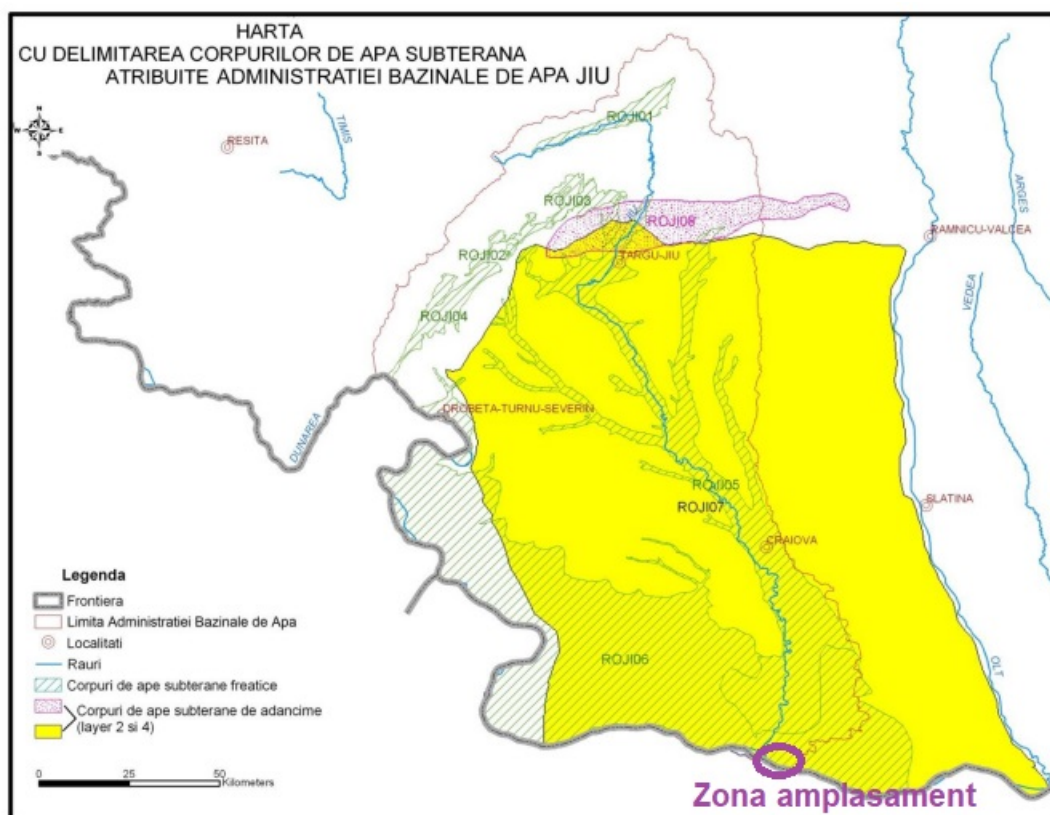 HARTA
CU DELIMITAREA CORPURILOR DE APA SUBTERANA
ATRIBUITE ADMINISTRATIEI BAZINALE DE APA JIU
N
W E
S
RESITA
TIMIS
ROJI01
ARGES
ROJI03
JIU
ROJI08
RAMNICU-VALCEA
ROJI02
TARGU-JIU
VEDEA
ROJI04
DROBETA-TURNU-SEVERIN
DUNAREA
ROJI05
ROJI07
SLATINA
CRAIOVA
ROJI06
OLT
Legenda
Frontiera
Limita Administratiei Bazinale de Apa
Localitati
Rauri
Corpuri de ape subterane freatice
Corpuri de ape subterane de adancime
(layer 2 si 4)
0 25 50
Kilometers
Zona amplasament